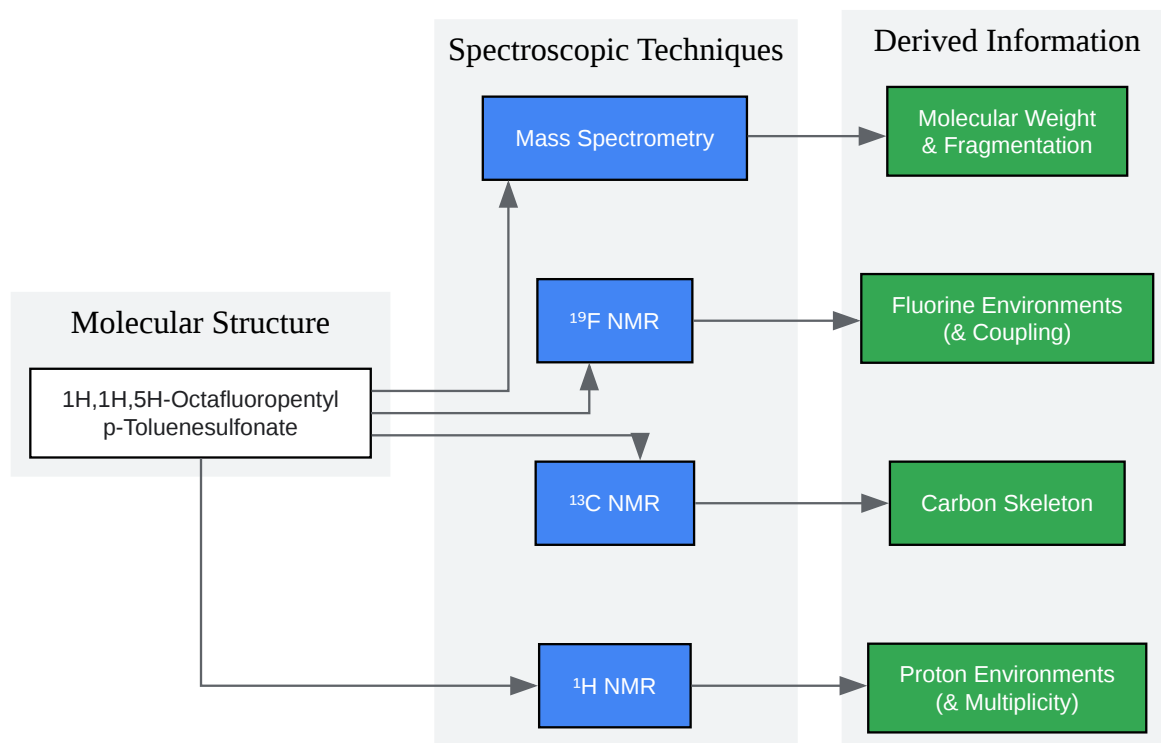 Molecular Structure
1H,1H,5H-Octafluoropentyl
p-Toluenesulfonate
Spectroscopic Techniques
Mass Spectrometry
¹⁹F NMR
¹³C NMR
¹H NMR
Derived Information
Molecular Weight
& Fragmentation
Fluorine Environments
(& Coupling)
Carbon Skeleton
Proton Environments
(& Multiplicity)